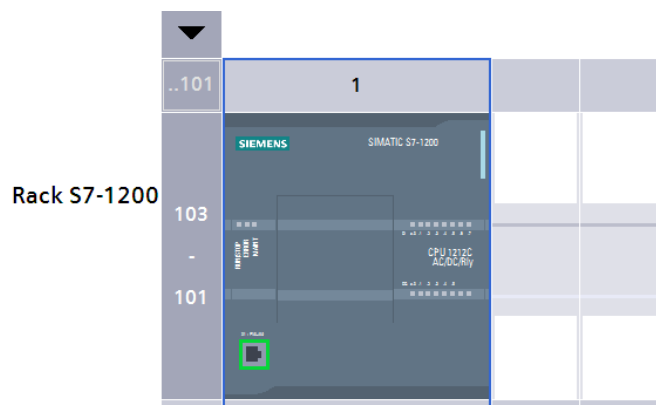 ..101
1
SIEMENS
SIMATIC S7-1200
Rack S7-1200
103
-
101
CPU 1212C
AC/DC/Rly